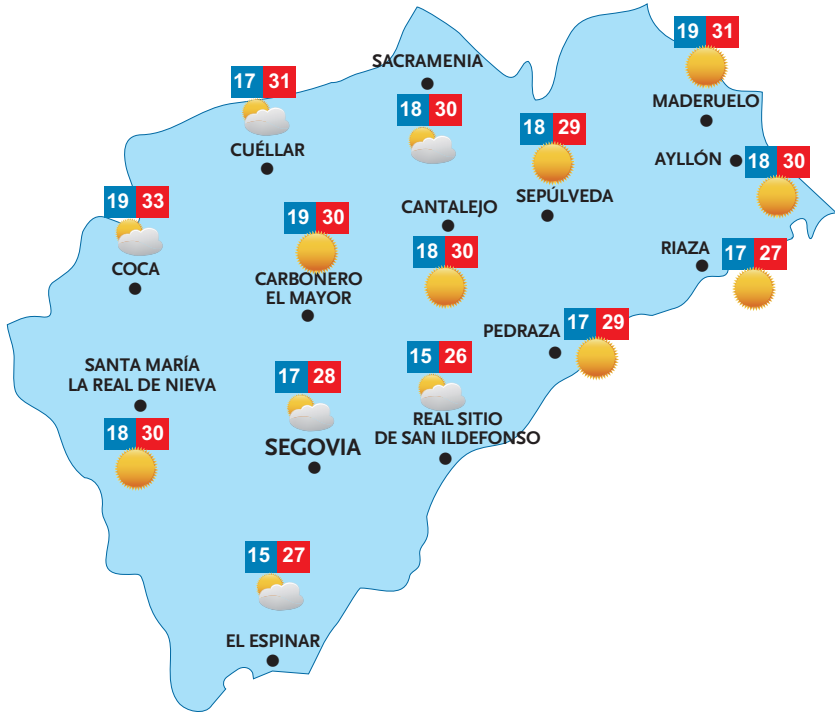 19 31
MADERUELO
SACRAMENIA
18 30
17 31
CUÉLLAR
18 29
SEPÚLVEDA
AYLLÓN
18 30
19 33
COCA
19 30
CARBONERO
EL MAYOR
CANTALEJO
18 30
RIAZA
17 27
PEDRAZA
17 29
SANTA MARÍA
LA REAL DE NIEVA
18 30
17 28
SEGOVIA
15 26
REAL SITIO
DE SAN ILDEFONSO
15 27
EL ESPINAR